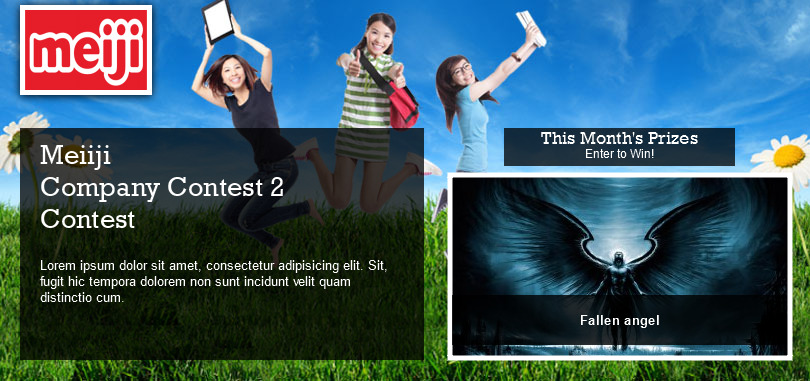 meiji
Meiiji
Company Contest 2
Contest
Lorem ipsum dolor sit amet, consectetur adipisicing elit. Sit,
fugit hic tempora dolorem non sunt incidunt velit quam
distinctio cum.
This Month's Prizes
Enter to Win!
Fallen angel